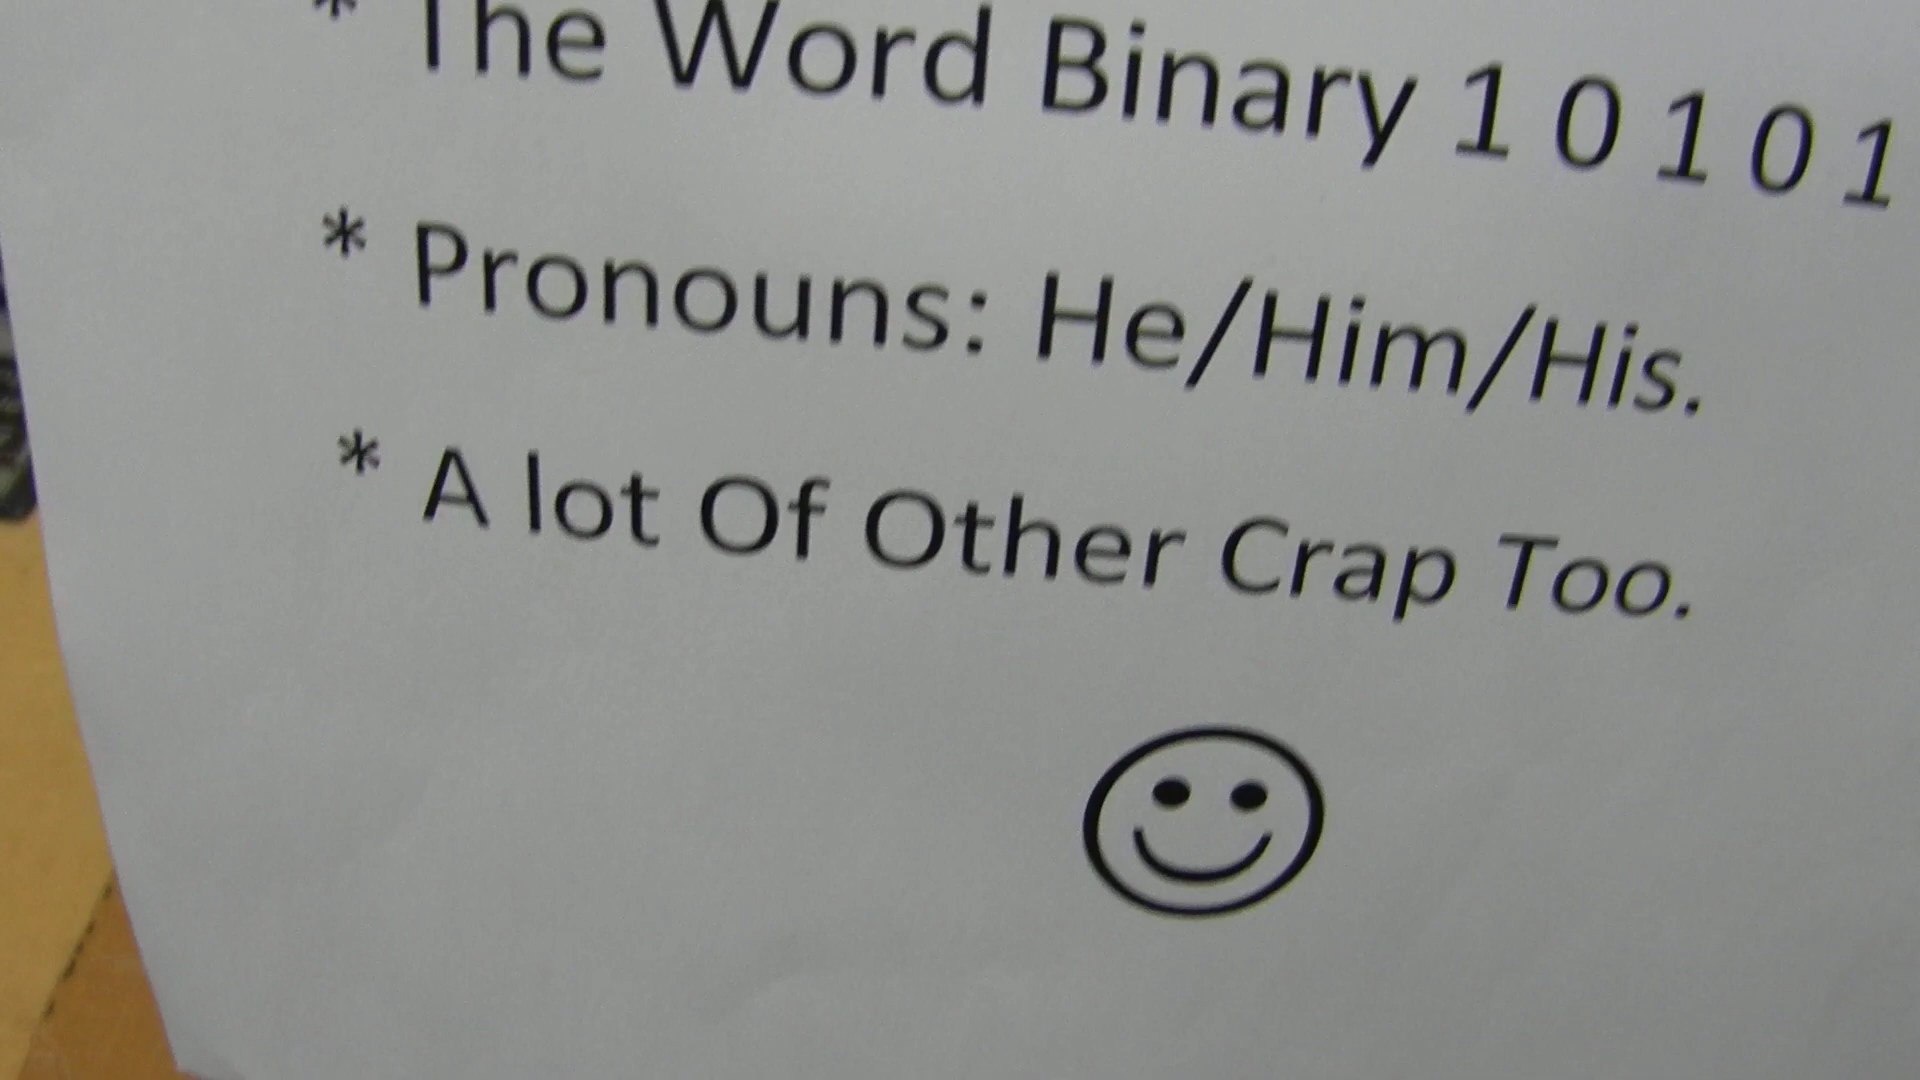 * The Word Binary 1 0 1 0 1
* Pronouns: He/Him/His.
* A lot Of Other Crap Too.